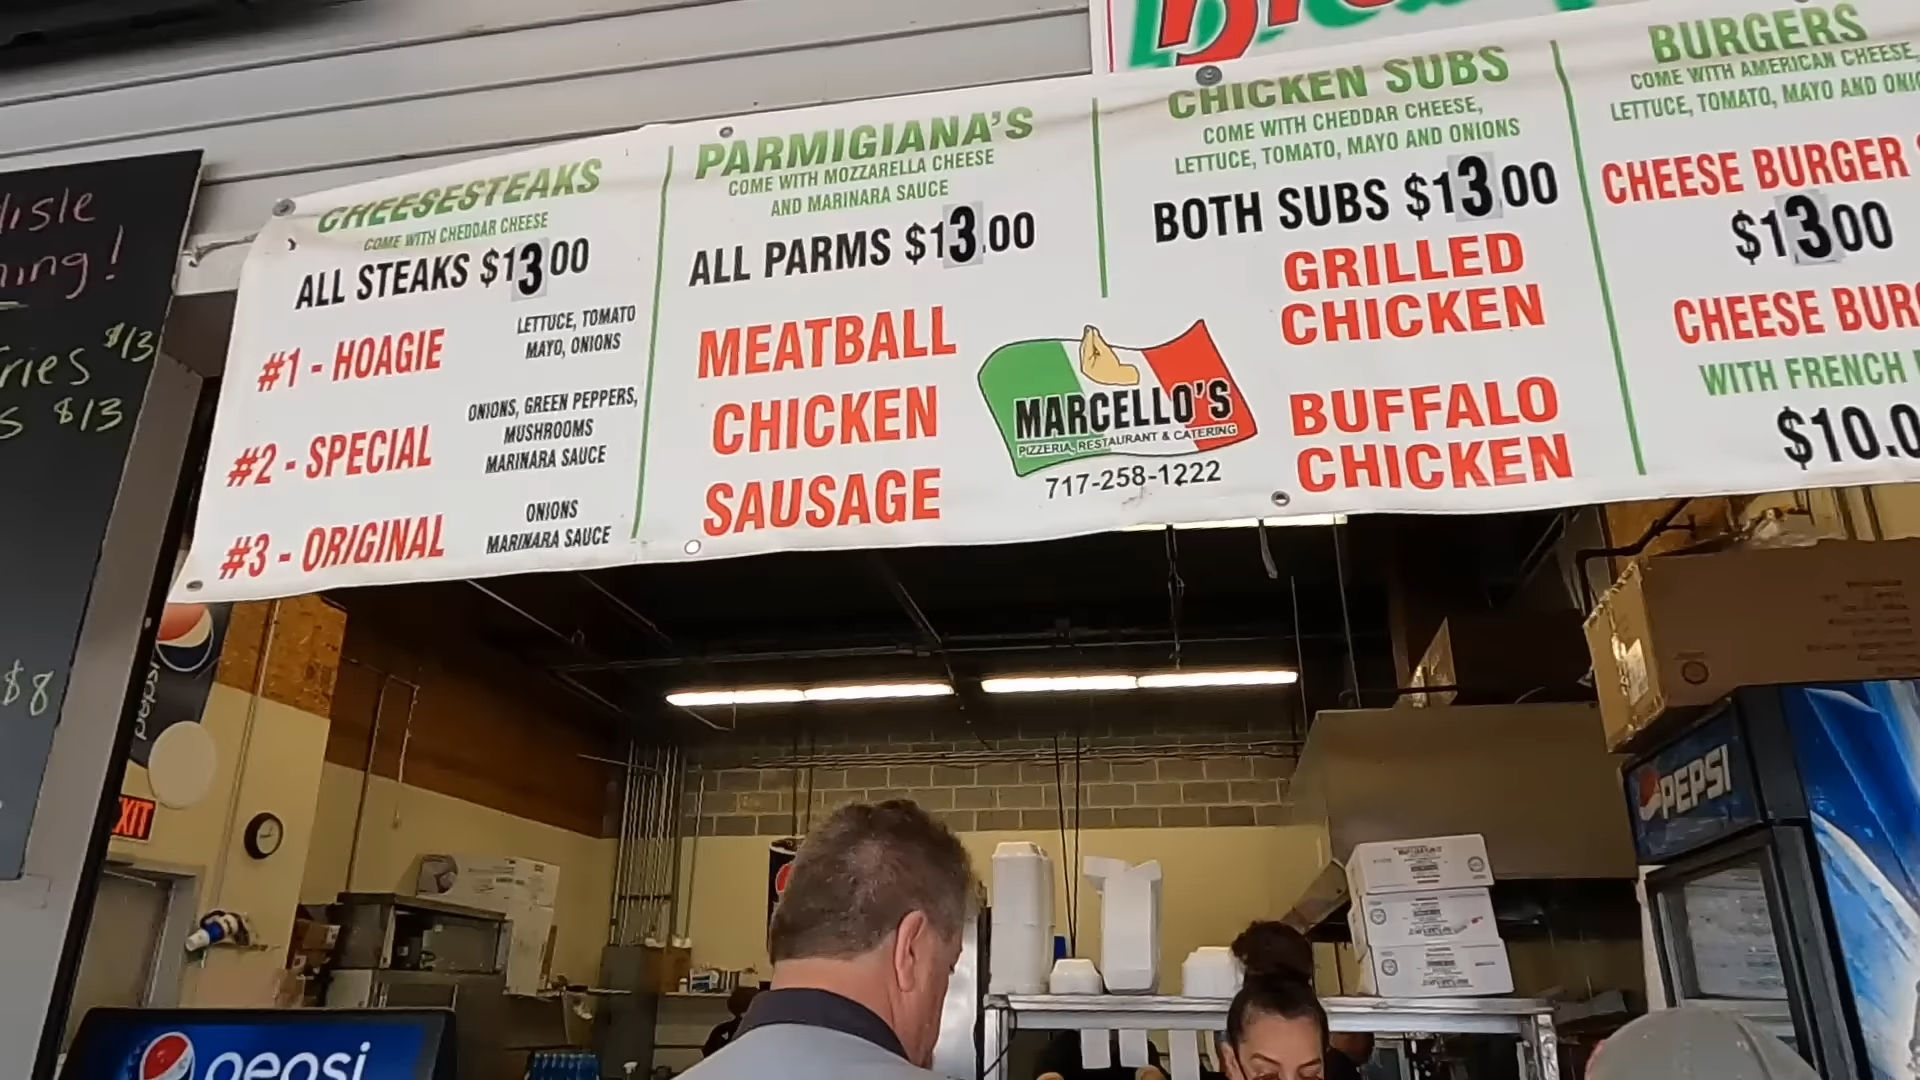 CHEESESTEAKS
COME WITH CHEDDAR CHEESE
ALL STEAKS $13.00
#1 - HOAGIE
LETTUCE, TOMATO
MAYO, ONIONS
#2 - SPECIAL
ONIONS, GREEN PEPPERS,
MUSHROOMS
MARINARA SAUCE
#3 - ORIGINAL
ONIONS
MARINARA SAUCE
PARMIGIANA'S
COME WITH MOZZARELLA CHEESE
AND MARINARA SAUCE
ALL PARMS $13.00
MEATBALL
CHICKEN
SAUSAGE
MARCELLO'S
PIZZERIA, RESTAURANT & CATERING
717-258-1222
CHICKEN SUBS
COME WITH CHEDDAR CHEESE,
LETTUCE, TOMATO, MAYO AND ONIONS
BOTH SUBS $13.00
GRILLED
CHICKEN
BUFFALO
CHICKEN
BURGERS
COME WITH AMERICAN CHEESE,
LETTUCE, TOMATO, MAYO AND
CHEESE BURGER
$13.00
CHEESE
WITH FRENCH
$13
$13
$8
pepsi
EXIT
PEPSI
pepsi